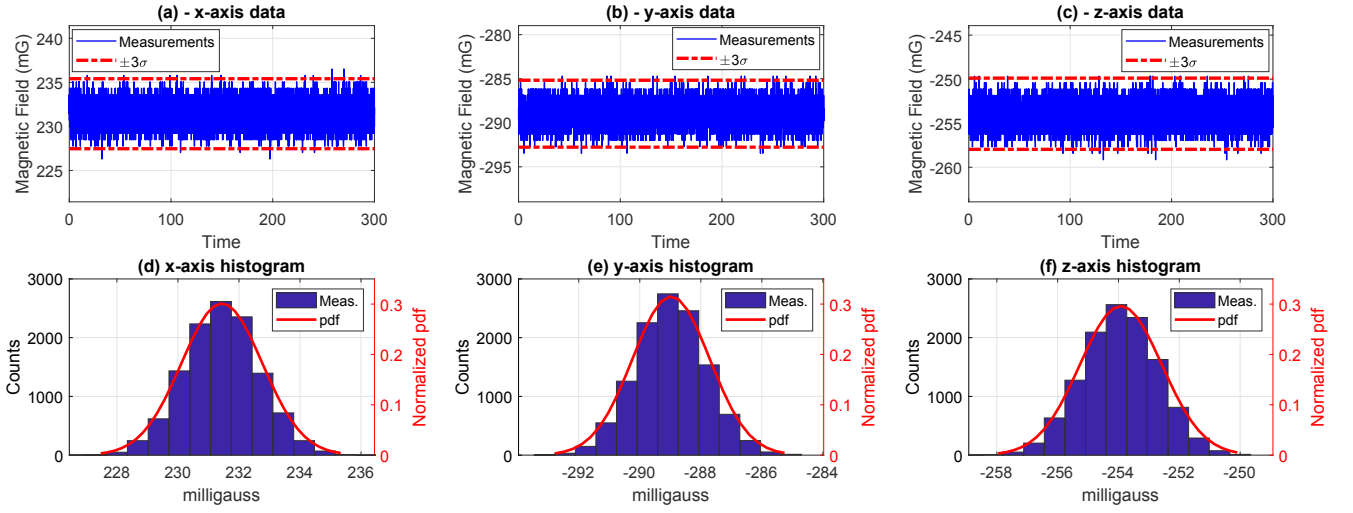 (a) - x-axis data
Magnetic Field (mG)
240
235
230
225
0
100
200
300
Time
Measurements
±3σ
(b) - y-axis data
Magnetic Field (mG)
-280
-285
-290
-295
0
100
200
300
Time
Measurements
±3σ
(c) - z-axis data
Magnetic Field (mG)
-245
-250
-255
-260
0
100
200
300
Time
Measurements
±3σ
(d) x-axis histogram
Counts
3000
2000
1000
0
228
230
232
234
236
milligauss
Meas.
pdf
0.3
0.2
0.1
0
Normalized pdf
(e) y-axis histogram
Counts
3000
2000
1000
0
-292
-290
-288
-286
-284
milligauss
Meas.
pdf
0.3
0.2
0.1
0
Normalized pdf
(f) z-axis histogram
Counts
3000
2000
1000
0
-258
-256
-254
-252
-250
milligauss
Meas.
pdf
0.3
0.2
0.1
0
Normalized pdf